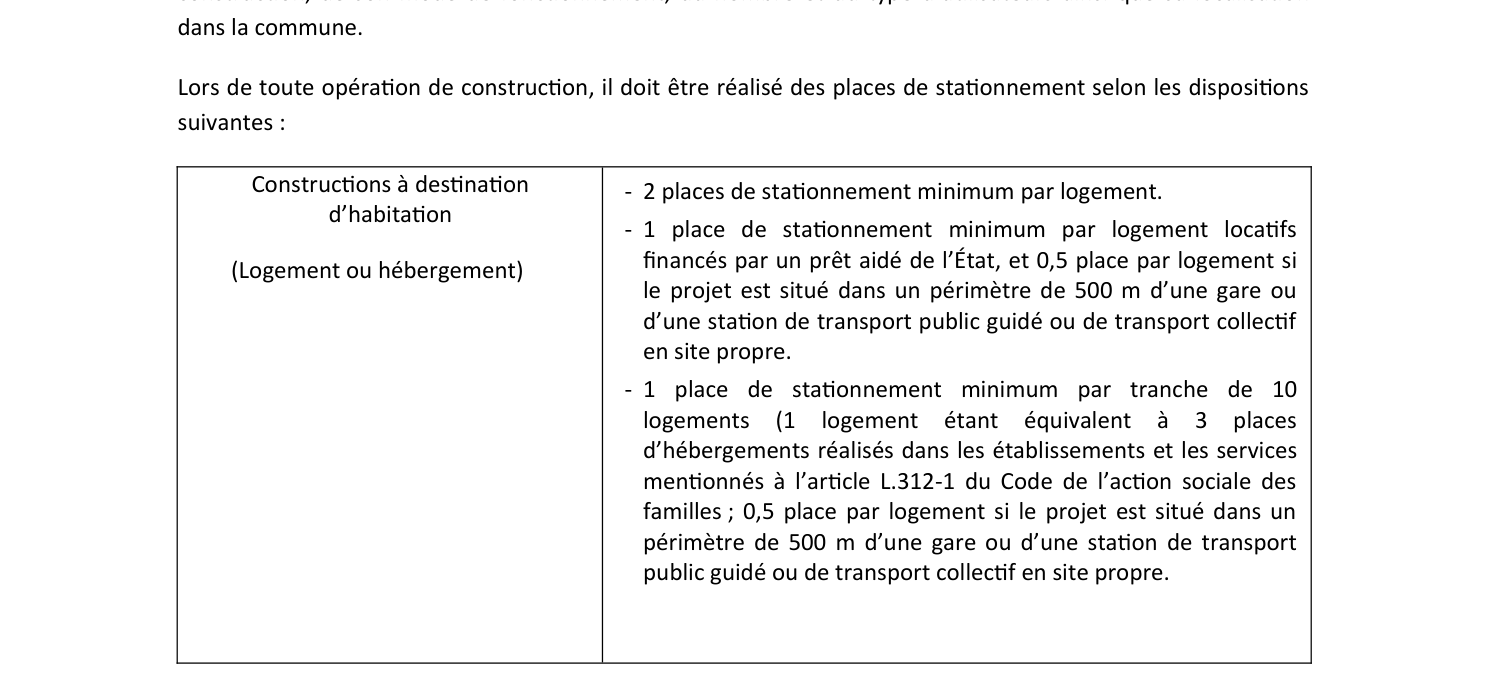 dans la commune.
Lors de toute opération de construction, il doit être réalisé des places de stationnement selon les dispositions
suivantes :
Constructions à destination
d’habitation
(Logement ou hébergement)
- 2 places de stationnement minimum par logement.
- 1 place de stationnement minimum par logement locatifs
financés par un prêt aidé de l’État, et 0,5 place par logement si
le projet est situé dans un périmètre de 500 m d’une gare ou
d’une station de transport public guidé ou de transport collectif
en site propre.
- 1 place de stationnement minimum par tranche de 10
logements (1 logement étant équivalent à 3 places
d’hébergements réalisés dans les établissements et les services
mentionnés à l’article L.312-1 du Code de l’action sociale des
familles ; 0,5 place par logement si le projet est situé dans un
périmètre de 500 m d’une gare ou d’une station de transport
public guidé ou de transport collectif en site propre.